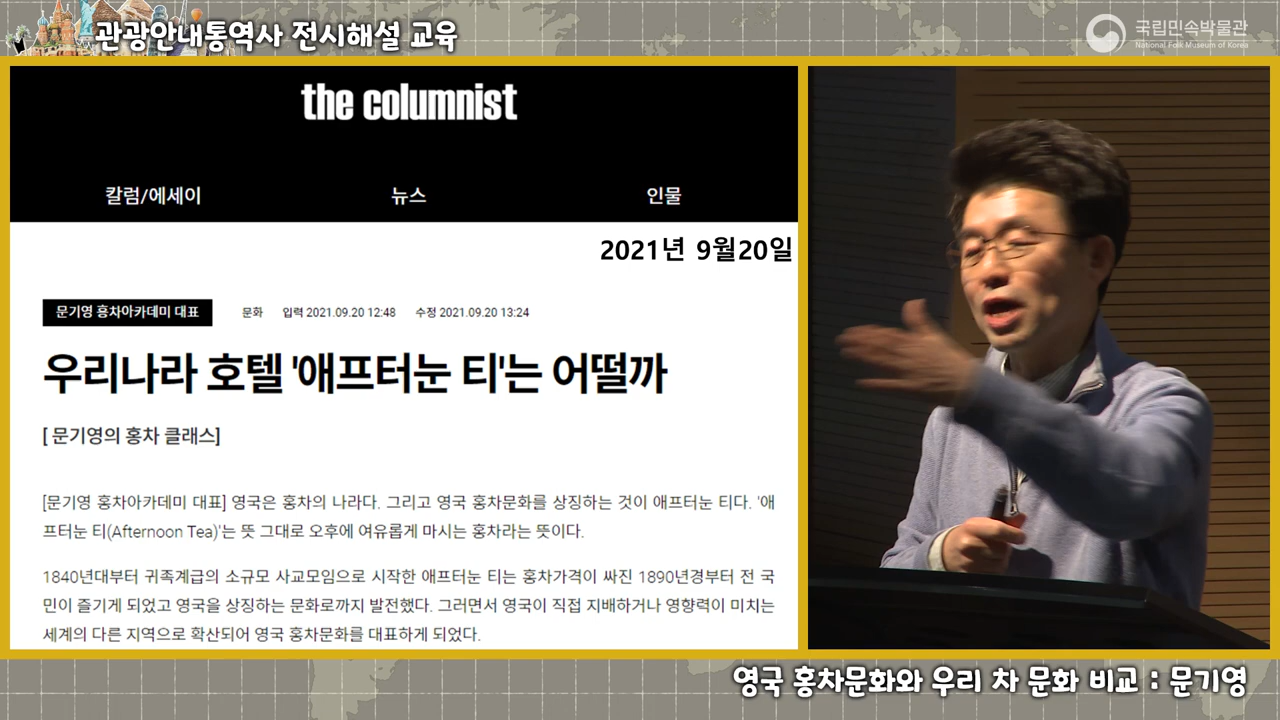 관광안내통역사 전시해설 교육
국립민속박물관
National Folk Museum of Korea
the columnist
칼럼/에세이 뉴스 인물
2021년 9월20일
문기영 홍차아카데미 대표 문화 입력 2021.09.20 12:48 수정 2021.09.20 13:24
우리나라 호텔 '애프터눈 티'는 어떨까
[ 문기영의 홍차 클래스]
[문기영 홍차아카데미 대표] 영국은 홍차의 나라다. 그리고 영국 홍차문화를 상징하는 것이 애프터눈 티다. '애
프터눈 티(Afternoon Tea)'는 뜻 그대로 오후에 여유롭게 마시는 홍차라는 뜻이다.
1840년대부터 귀족계급의 소규모 사교모임으로 시작한 애프터눈 티는 홍차가격이 싸진 1890년경부터 전 국
민이 즐기게 되었고 영국을 상징하는 문화로까지 발전했다. 그러면서 영국이 직접 지배하거나 영향력이 미치는
세계의 다른 지역으로 확산되어 영국 홍차문화를 대표하게 되었다.
영국 홍차문화와 우리 차 문화 비교 : 문기영